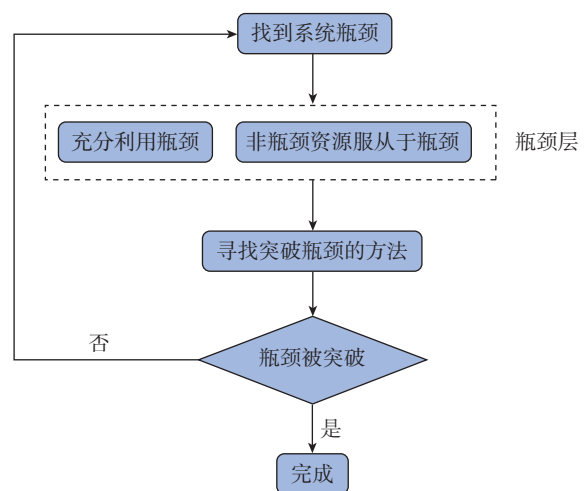 找到系统瓶颈
充分利用瓶颈
非瓶颈资源服从于瓶颈
瓶颈层
寻找突破瓶颈的方法
否
瓶颈被突破
是
完成